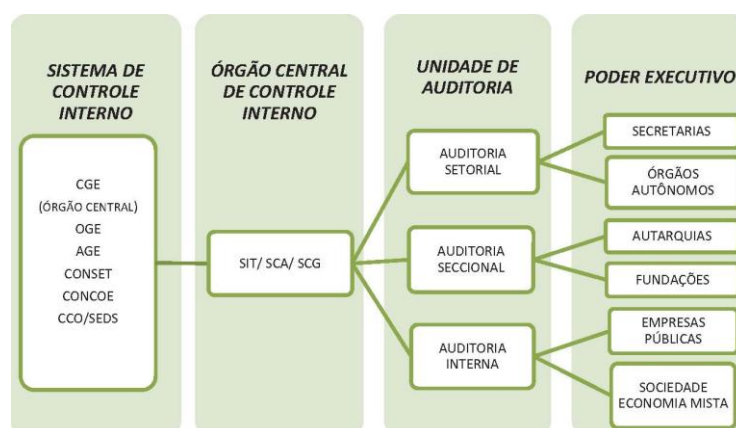 SISTEMA DE
CONTROLE
INTERNO
CGE
(ÓRGÃO CENTRAL)
OGE
AGE
CONSET
CONCOE
CCO/SEDS
ÓRGÃO CENTRAL
DE CONTROLE
INTERNO
SIT/ SCA/ SCG
UNIDADE DE
AUDITORIA
AUDITORIA
SETORIAL
AUDITORIA
SECCIONAL
AUDITORIA
INTERNA
PODER EXECUTIVO
SECRETARIAS
ÓRGÃOS
AUTÔNOMOS
AUTARQUIAS
FUNDAÇÕES
EMPRESAS
PÚBLICAS
SOCIEDADE
ECONOMIA MISTA